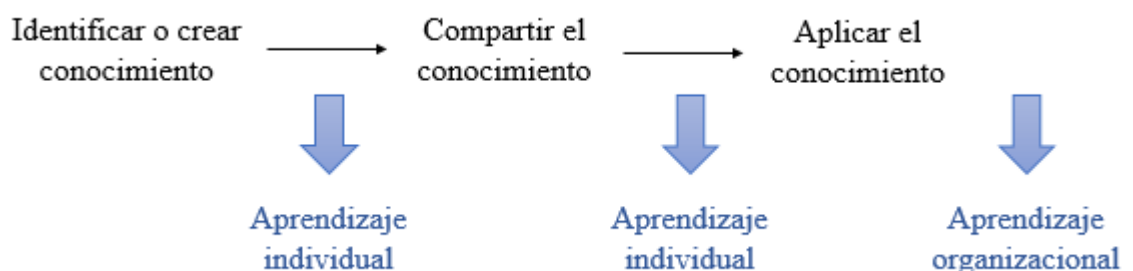 Identificar o crear
conocimiento
Compartir el
conocimiento
Aplicar el
conocimiento
Aprendizaje
individual
Aprendizaje
individual
Aprendizaje
organizacional